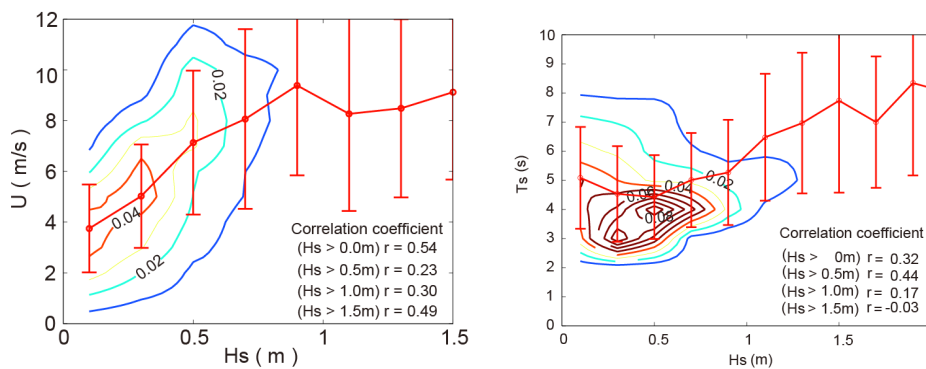 12
10
8
6
4
2
0
U ( m/s)
0.02
0.04
0.02
Correlation coefficient
(Hs > 0.0m) r = 0.54
(Hs > 0.5m) r = 0.23
(Hs > 1.0m) r = 0.30
(Hs > 1.5m) r = 0.49
0 0.5 1 1.5
Hs ( m )
10
9
8
7
6
5
4
3
2
1
0
Ts (s)
0.02
0.04
0.06
0.08
Correlation coefficient
(Hs > 0m) r = 0.32
(Hs > 0.5m) r = 0.44
(Hs > 1.0m) r = 0.17
(Hs > 1.5m) r = -0.03
0 0.5 1 1.5
Hs (m)